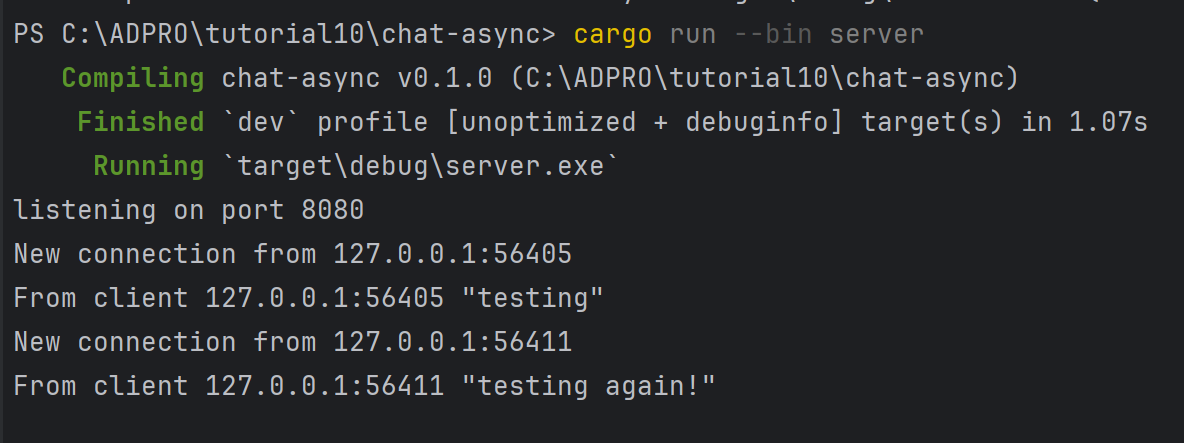 PS C:\ADPRO\tutorial10\chat-async> cargo run --bin server
Compiling chat-async v0.1.0 (C:\ADPRO\tutorial10\chat-async)
Finished `dev` profile [unoptimized + debuginfo] target(s) in 1.07s
Running `target\debug\server.exe`
listening on port 8080
New connection from 127.0.0.1:56405
From client 127.0.0.1:56405 "testing"
New connection from 127.0.0.1:56411
From client 127.0.0.1:56411 "testing again!"